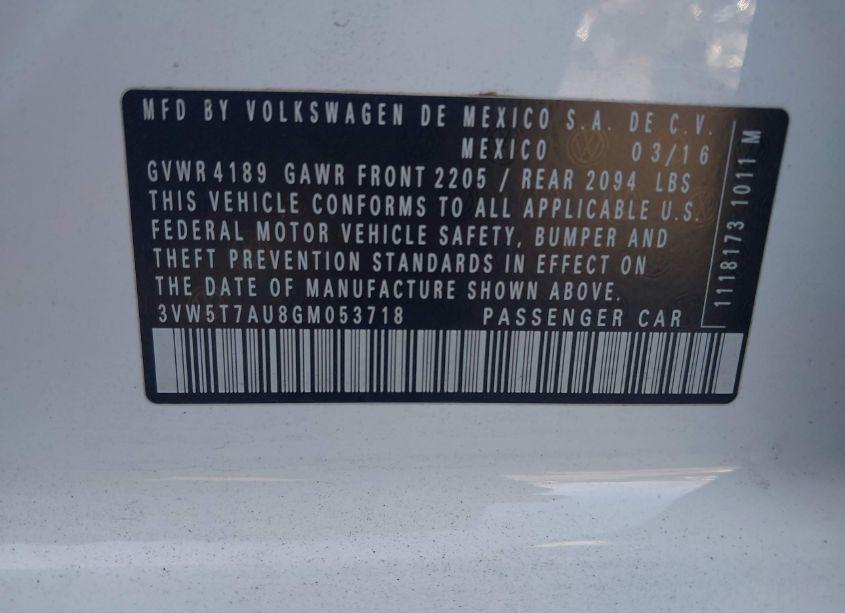 MFD BY VOLKSWAGEN DE MEXICO S.A. DE C.V.
MEXICO 03/16
GVWR 4189 GAWR FRONT 2205 / REAR 2094 LBS
THIS VEHICLE CONFORMS TO ALL APPLICABLE U.S.
FEDERAL MOTOR VEHICLE SAFETY, BUMPER AND
THEFT PREVENTION STANDARDS IN EFFECT ON
THE DATE OF MANUFACTURE SHOWN ABOVE.
3VW5T7AU8GM053718 PASSENGER CAR
1118173 1011 M